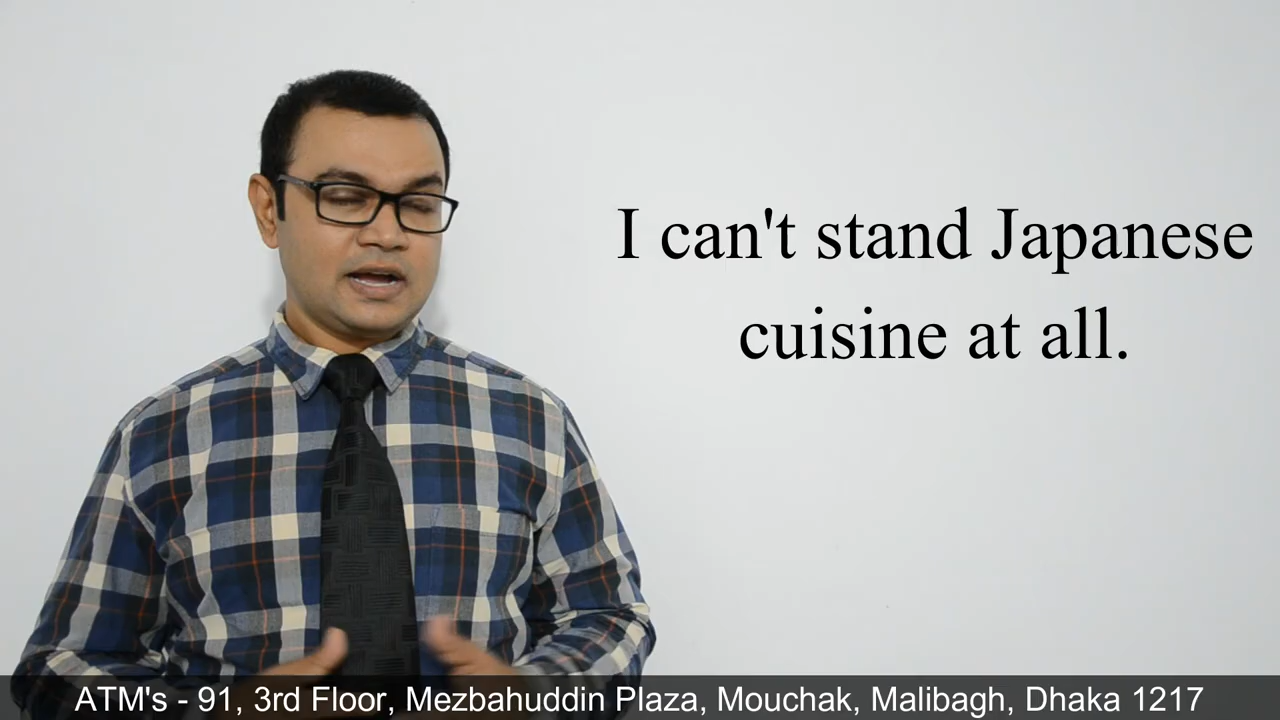 I can't stand Japanese
cuisine at all.
ATM's - 91, 3rd Floor, Mezbahuddin Plaza, Mouchak, Malibagh, Dhaka 1217